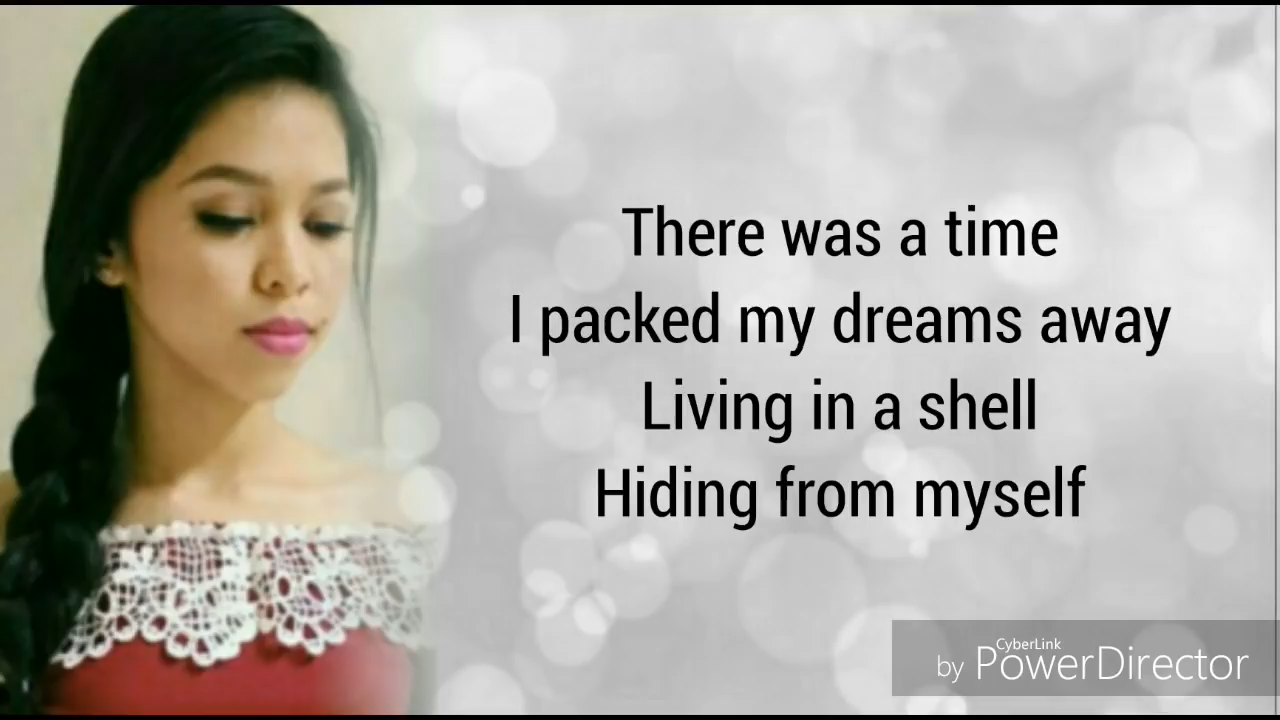 There was a time
I packed my dreams away
Living in a shell
Hiding from myself
CyberLink
by PowerDirector